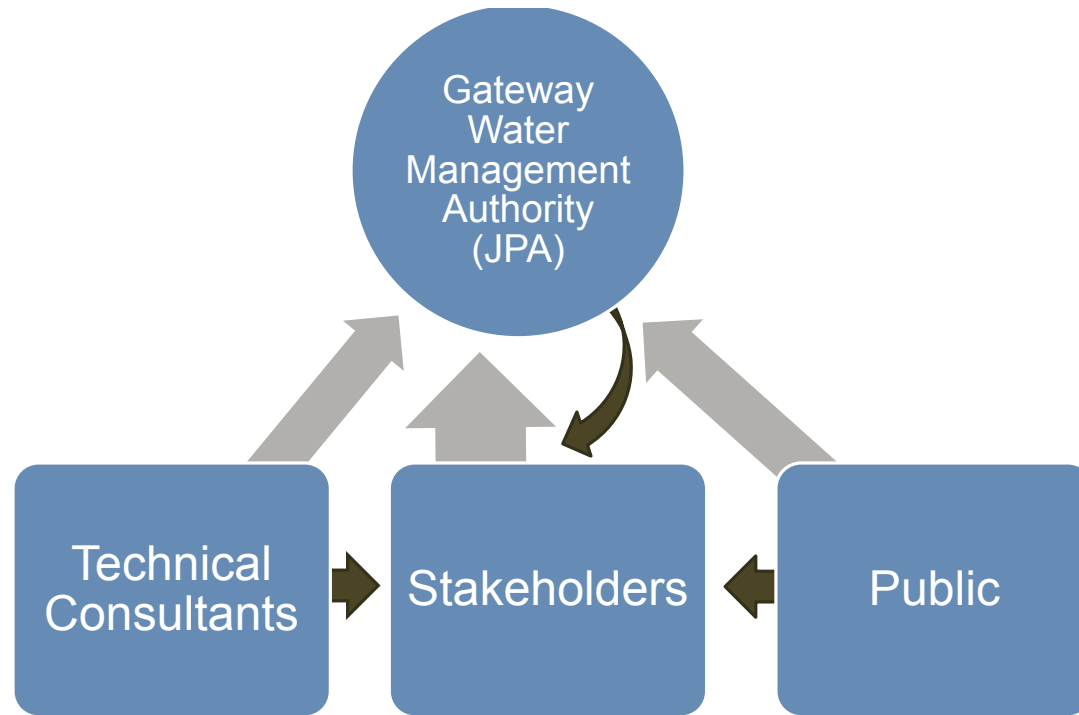 Gateway
Water
Management
Authority
(JPA)
Technical
Consultants
Stakeholders
Public